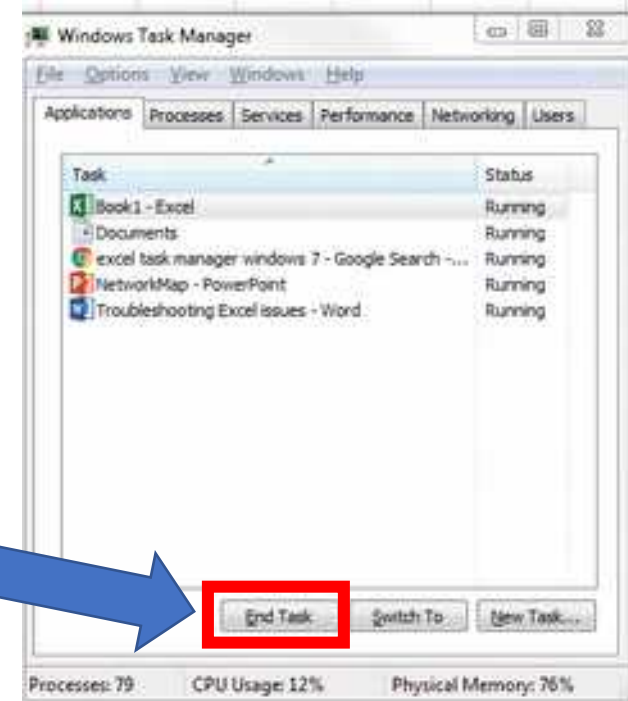 Windows Task Manager
File Options View Windows Help
Applications Processes Services Performance Networking Users
Task Status
Book1 - Excel Running
Documents Running
excel task manager windows 7 - Google Search -... Running
NetworkMap - PowerPoint Running
Troubleshooting Excel issues - Word Running
End Task Switch To New Task...
Processes: 79 CPU Usage: 12% Physical Memory: 76%